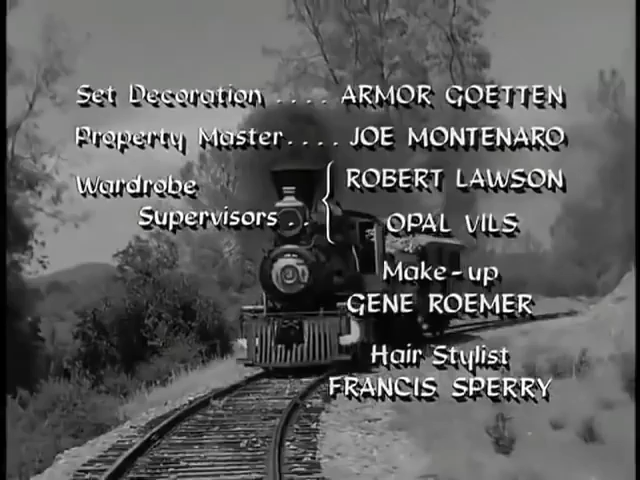 Set Decoration .... ARMOR GOETTEN
Property Master.... JOE MONTENARO
Wardrobe
Supervisors .. { ROBERT LAWSON
OPAL VILS
Make-up
GENE ROEMER
Hair Stylist
FRANCIS SPERRY